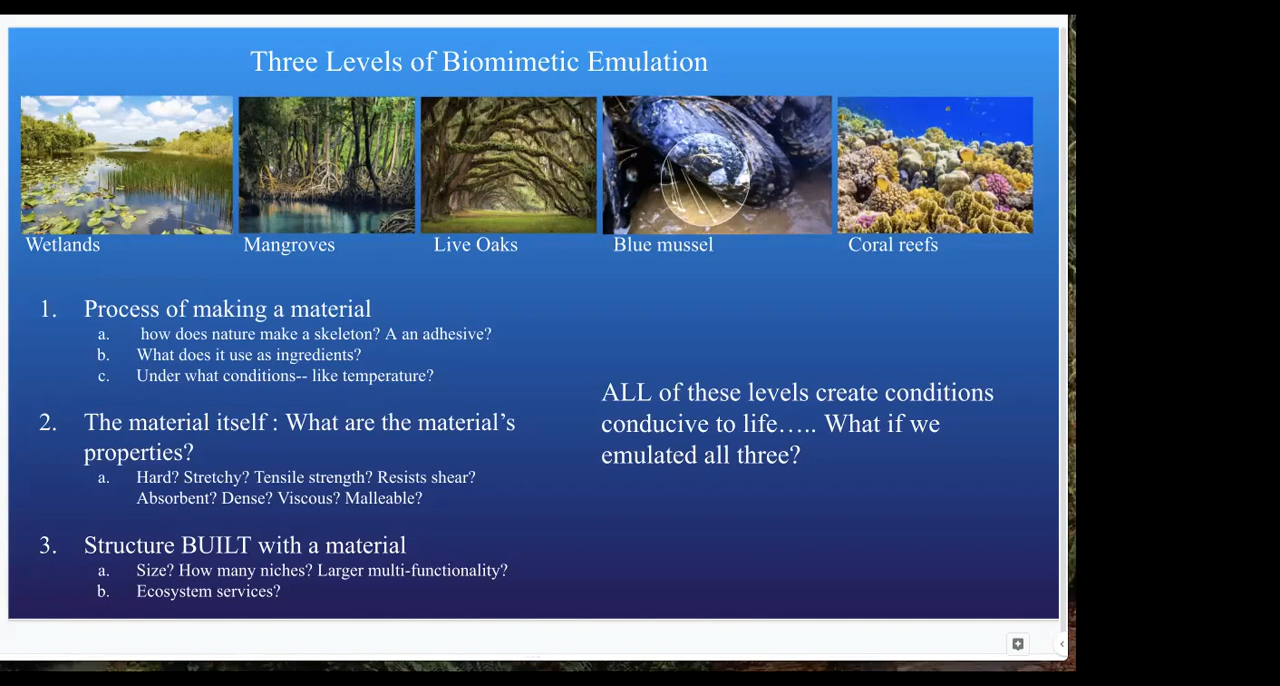 Three Levels of Biomimetic Emulation
Wetlands
Mangroves
Live Oaks
Blue mussel
Coral reefs
1. Process of making a material
a. how does nature make a skeleton? A an adhesive?
b. What does it use as ingredients?
c. Under what conditions-- like temperature?
2. The material itself : What are the material’s
properties?
a. Hard? Stretchy? Tensile strength? Resists shear?
Absorbent? Dense? Viscous? Malleable?
3. Structure BUILT with a material
a. Size? How many niches? Larger multi-functionality?
b. Ecosystem services?
ALL of these levels create conditions
conducive to life….. What if we
emulated all three?